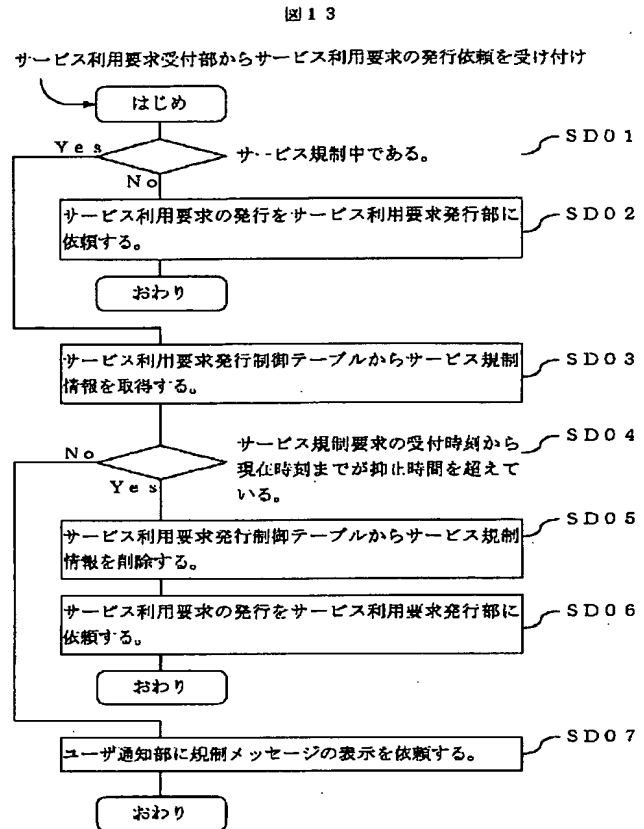 図13
サービス利用要求受付部からサービス利用要求の発行依頼を受け付け
はじめ
Yes
サービス規制中である。
SD01
No
サービス利用要求の発行をサービス利用要求発行部に
依頼する。
SD02
おわり
サービス利用要求発行制御テーブルからサービス規制
情報を取得する。
SD03
サービス規制要求の受付時刻から
現在時刻までが抑止時間を超えて
いる。
SD04
No
Yes
サービス利用要求発行制御テーブルからサービス規制
情報を削除する。
SD05
サービス利用要求の発行をサービス利用要求発行部に
依頼する。
SD06
おわり
ユーザ通知部に規制メッセージの表示を依頼する。
SD07
おわり